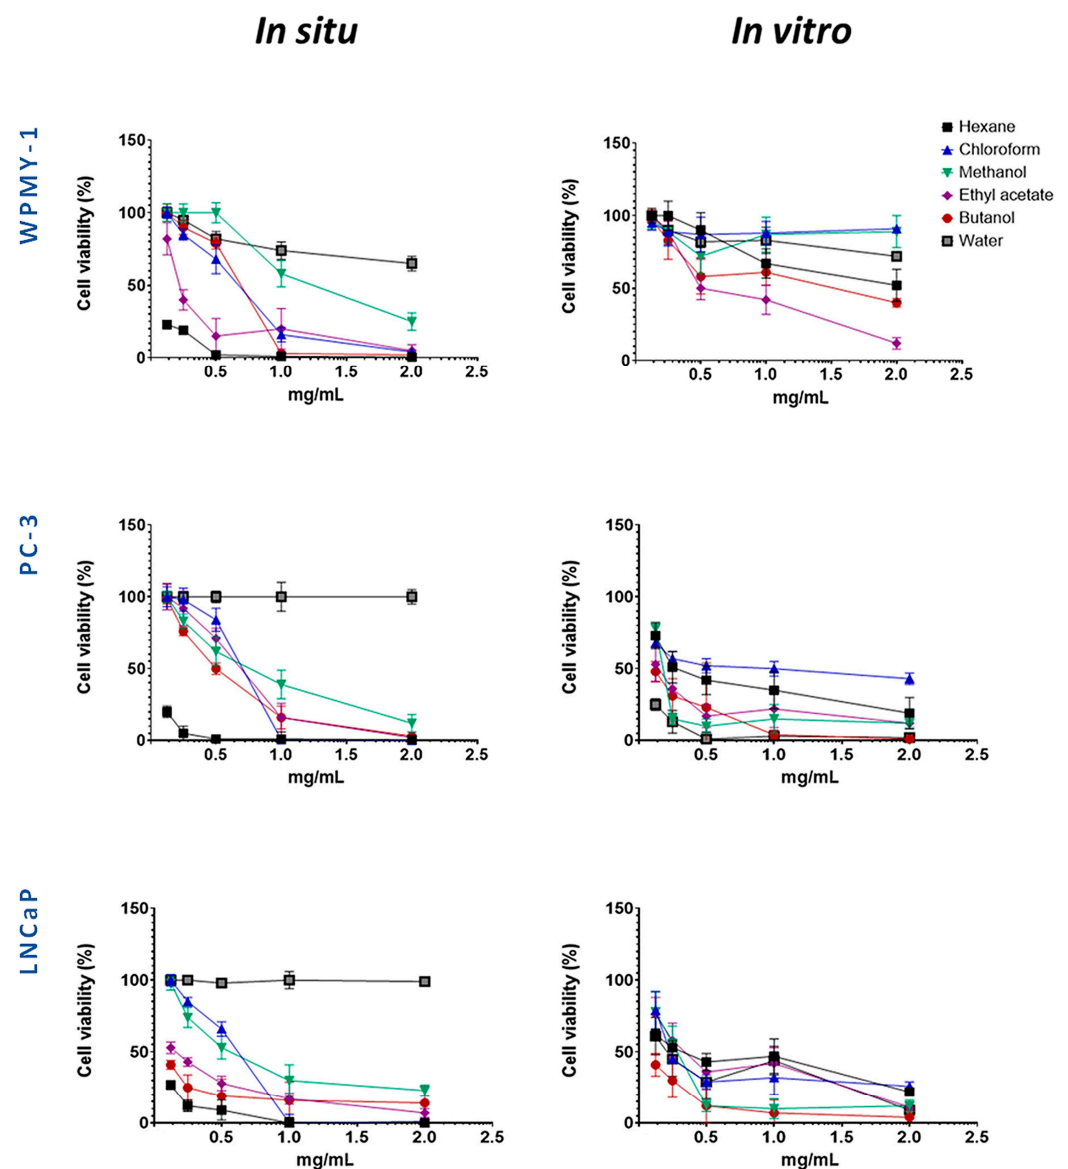 In situ
In vitro
WPMY-1
Cell viability (%)
150
100
50
0
0.5 1.0 1.5 2.0 2.5
mg/mL
Cell viability (%)
150
100
50
0
0.5 1.0 1.5 2.0 2.5
mg/mL
Hexane
Chloroform
Methanol
Ethyl acetate
Butanol
Water
PC-3
Cell viability (%)
150
100
50
0
0.5 1.0 1.5 2.0 2.5
mg/mL
Cell viability (%)
150
100
50
0
0.5 1.0 1.5 2.0 2.5
mg/mL
LNCaP
Cell viability (%)
150
100
50
0
0.5 1.0 1.5 2.0 2.5
mg/mL
Cell viability (%)
150
100
50
0
0.5 1.0 1.5 2.0 2.5
mg/mL